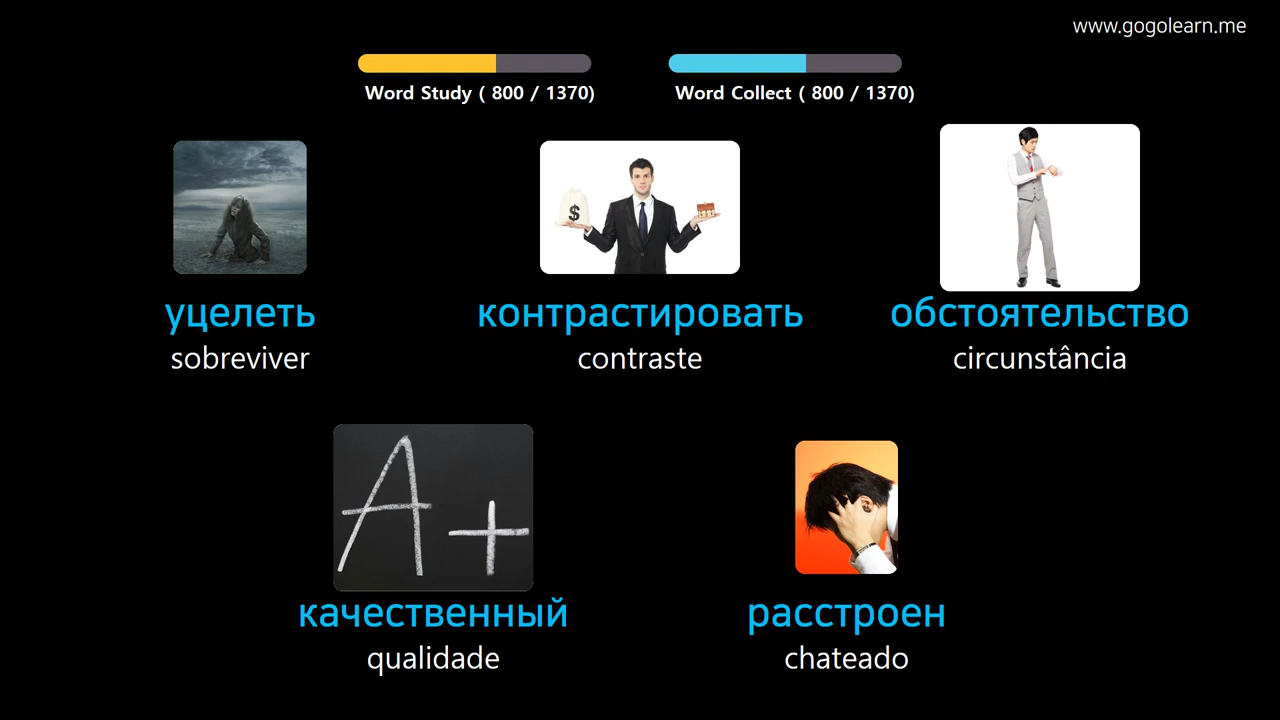 www.gogolearn.me
Word Study ( 800 / 1370)
Word Collect ( 800 / 1370)
$
уцелеть
sobreviver
контрастировать
contraste
обстоятельство
circunstância
A+
качественный
qualidade
расстроен
chateado